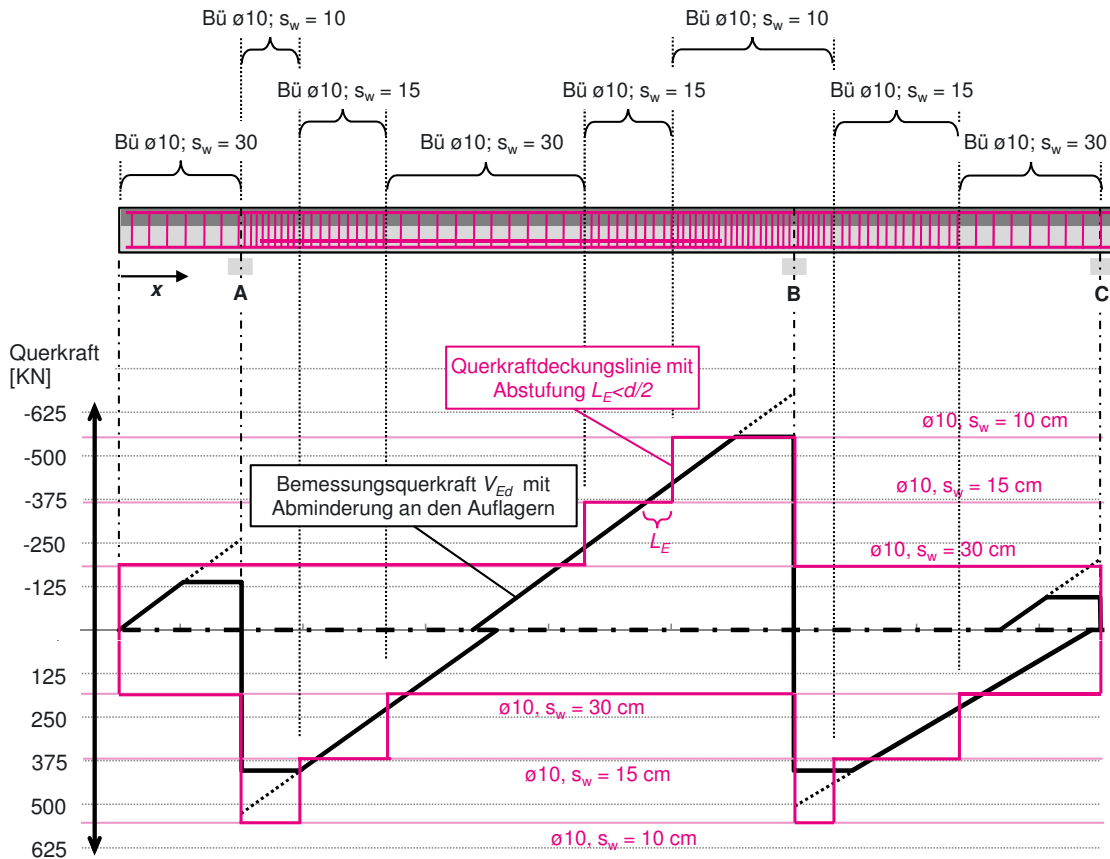 Bü ø10; s_w = 10
Bü ø10; s_w = 10
Bü ø10; s_w = 15
Bü ø10; s_w = 15
Bü ø10; s_w = 15
Bü ø10; s_w = 30
Bü ø10; s_w = 30
Bü ø10; s_w = 30
x
A
B
C
Querkraft
[KN]
Querkraftdeckungslinie mit
Abstufung L_E<d/2
Bemessungsquerkraft V_Ed mit
Abminderung an den Auflagern
L_E
-625
-500
-375
-250
-125
125
250
375
500
625
ø10, s_w = 10 cm
ø10, s_w = 15 cm
ø10, s_w = 30 cm
ø10, s_w = 30 cm
ø10, s_w = 15 cm
ø10, s_w = 10 cm